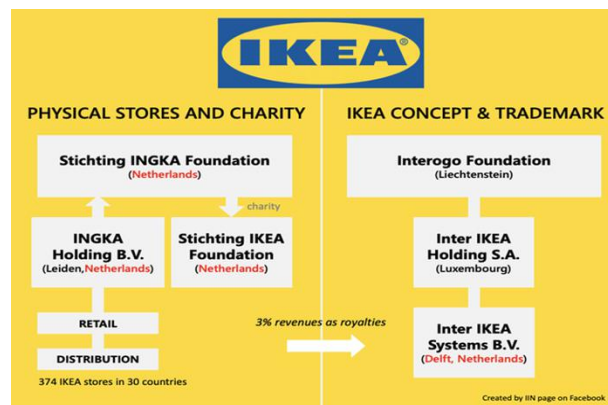 IKEA®
PHYSICAL STORES AND CHARITY
Stichting INGKA Foundation
(Netherlands)
charity
INGKA
Holding B.V.
(Leiden,Netherlands)
Stichting IKEA
Foundation
(Netherlands)
RETAIL
DISTRIBUTION
374 IKEA stores in 30 countries
3% revenues as royalties
IKEA CONCEPT & TRADEMARK
Interogo Foundation
(Liechtenstein)
Inter IKEA
Holding S.A.
(Luxembourg)
Inter IKEA
Systems B.V.
(Delft, Netherlands)
Created by IIN page on Facebook